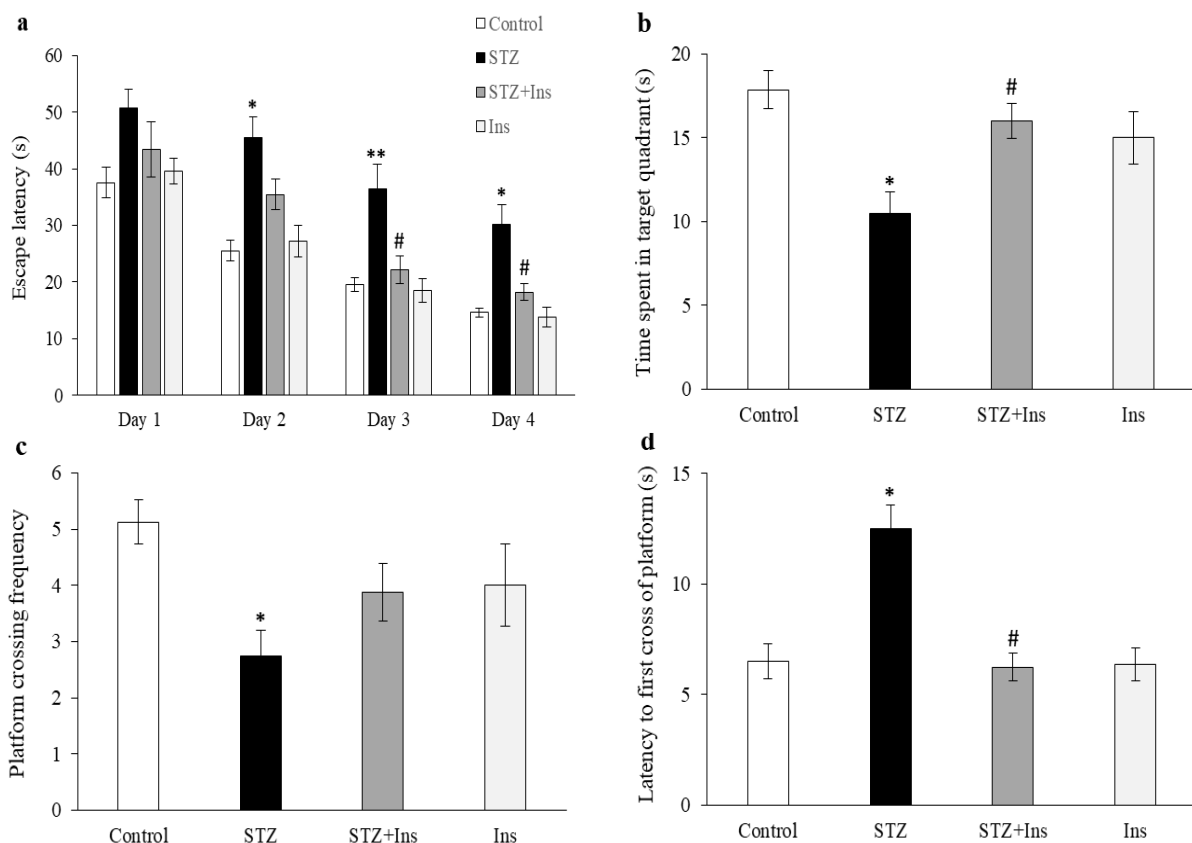 a
Control
STZ
STZ+Ins
Ins
Escape latency (s)
60
50
40
30
20
10
0
*
**
#
*
#
Day 1 Day 2 Day 3 Day 4
b
Time spent in target quadrant (s)
20
15
10
5
0
*
#
Control STZ STZ+Ins Ins
c
Platform crossing frequency
6
5
4
3
2
1
0
*
Control STZ STZ+Ins Ins
d
Latency to first cross of platform (s)
15
10
5
0
*
#
Control STZ STZ+Ins Ins